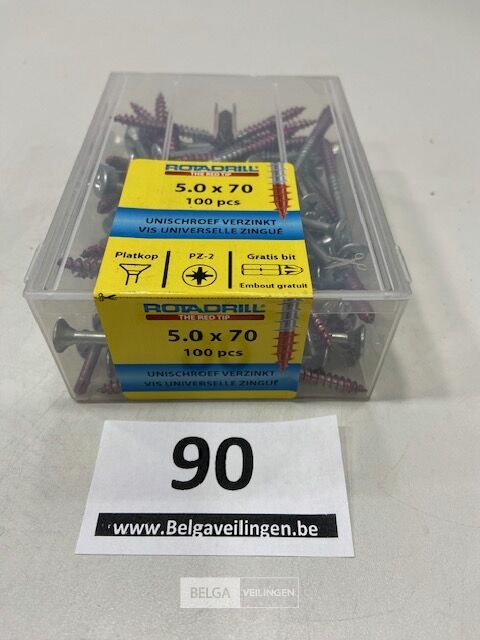 ROTADRILL
THE RED TIP
5.0 x 70
100 pcs
UNISCHROEF VERZINKT
VIS UNIVERSELLE ZINGUÉ
Platkop PZ-2 Gratis bit
Embout gratuit
ROTADRILL
THE RED TIP
5.0 x 70
100 pcs
UNISCHROEF VERZINKT
VIS UNIVERSELLE ZINGUÉ
90
www.Belgaveilingen.be
BELGA VEILINGEN